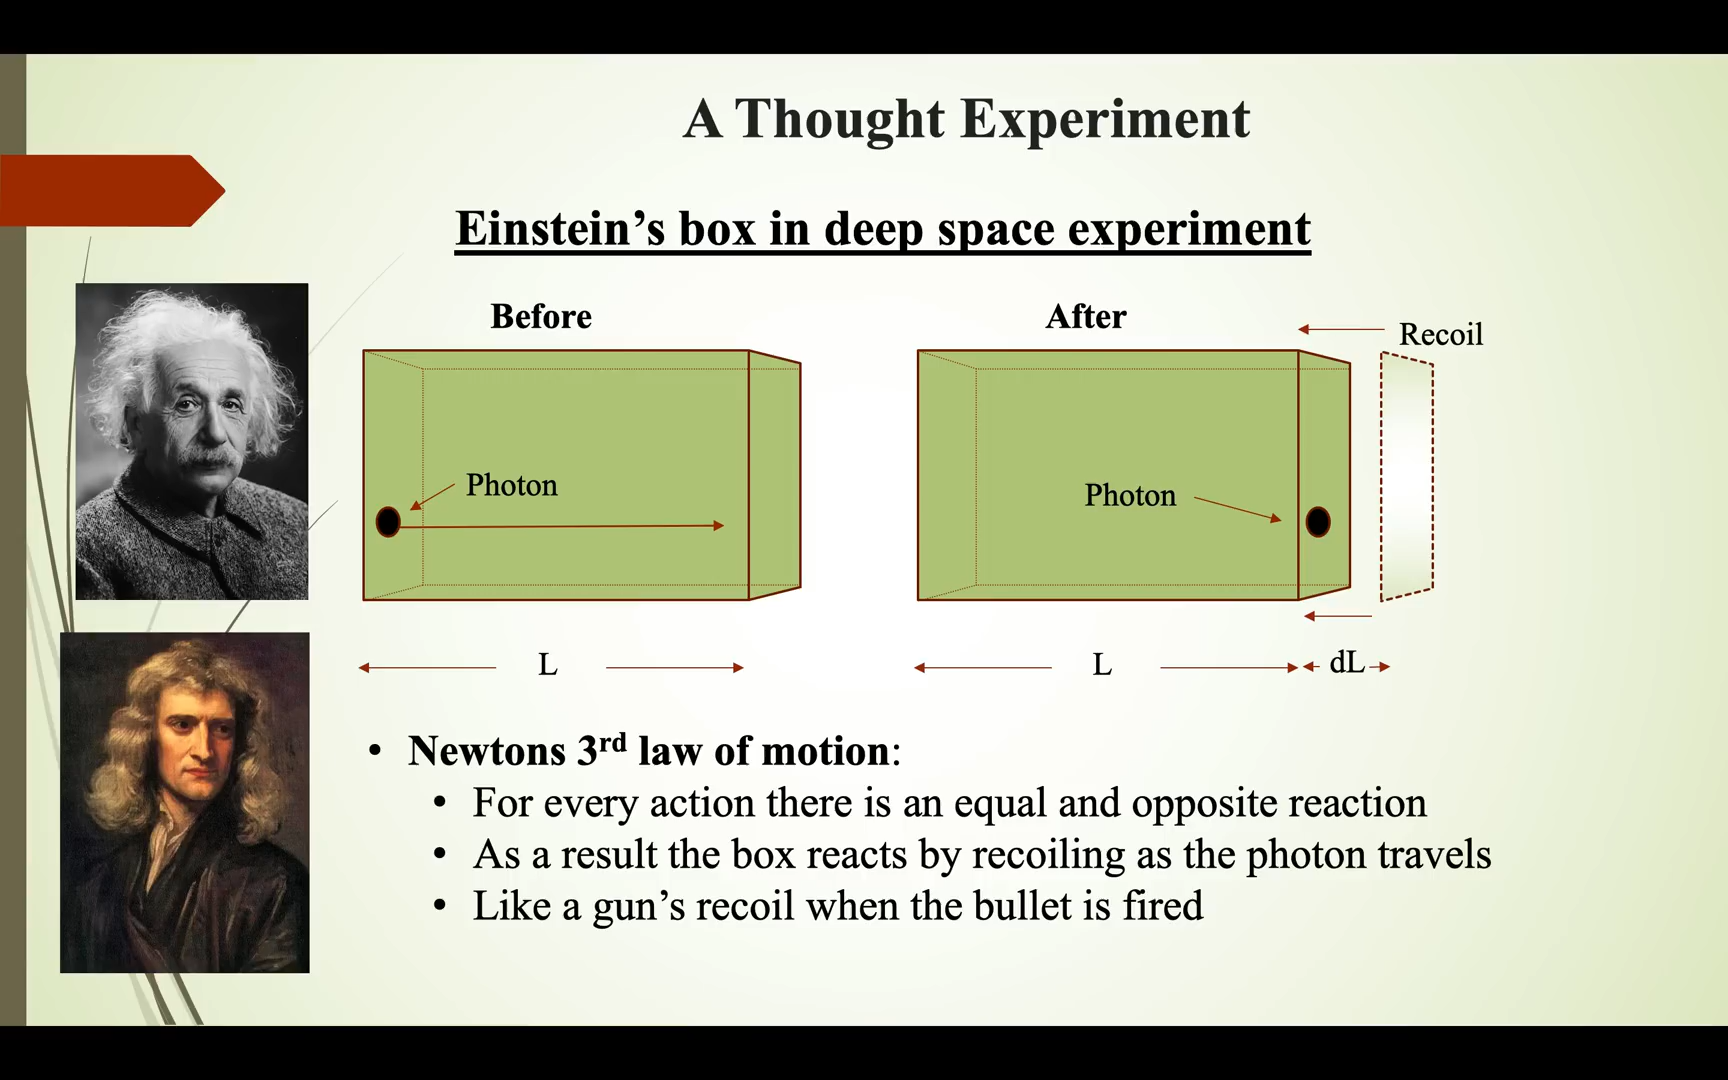 A Thought Experiment
Einstein's box in deep space experiment
Before
After
Recoil
Photon
Photon
L
L
dL
• Newtons 3rd law of motion:
• For every action there is an equal and opposite reaction
• As a result the box reacts by recoiling as the photon travels
• Like a gun's recoil when the bullet is fired